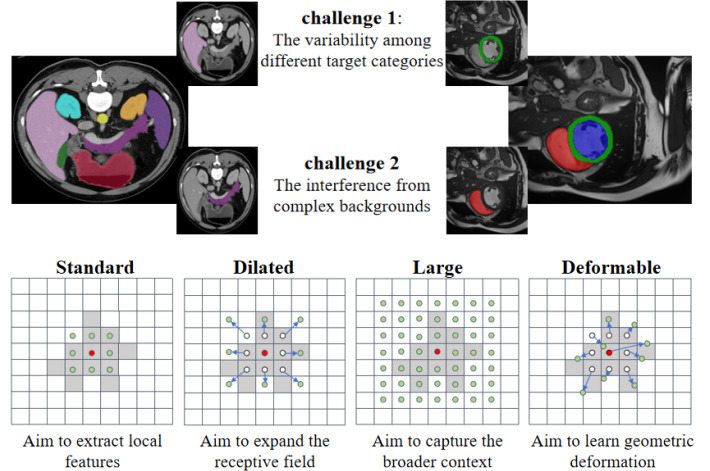 challenge 1:
The variability among
different target categories
challenge 2
The interference from
complex backgrounds
Standard
Dilated
Large
Deformable
Aim to extract local
features
Aim to expand the
receptive field
Aim to capture the
broader context
Aim to learn geometric
deformation